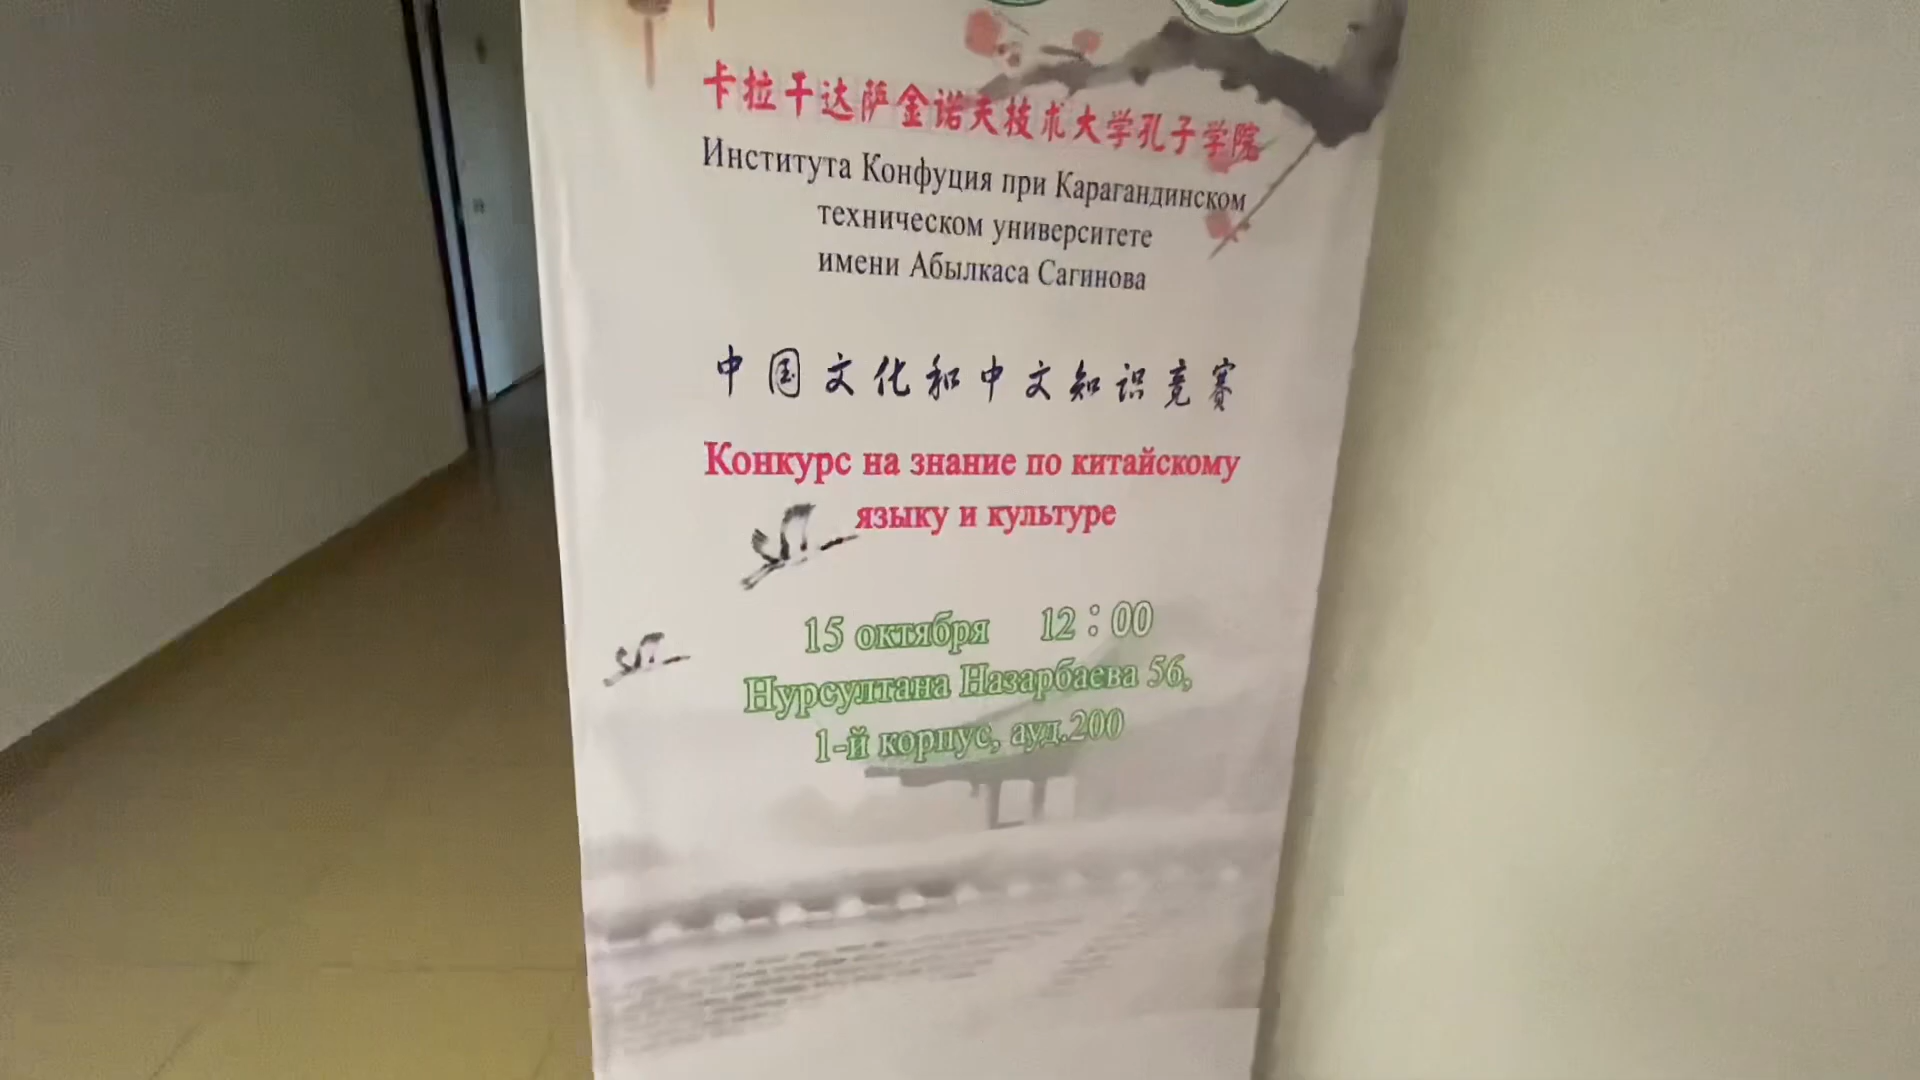 卡拉干达萨金诺夫技术大学孔子学院
Института Конфуция при Карагандинском
техническом университете
имени Абылкаса Сагинова
中国文化和中文知识竞赛
Конкурс на знание по китайскому
языку и культуре
15 октября 12：00
Нурсултана Назарбаева 56,
1-й корпус, ауд.200